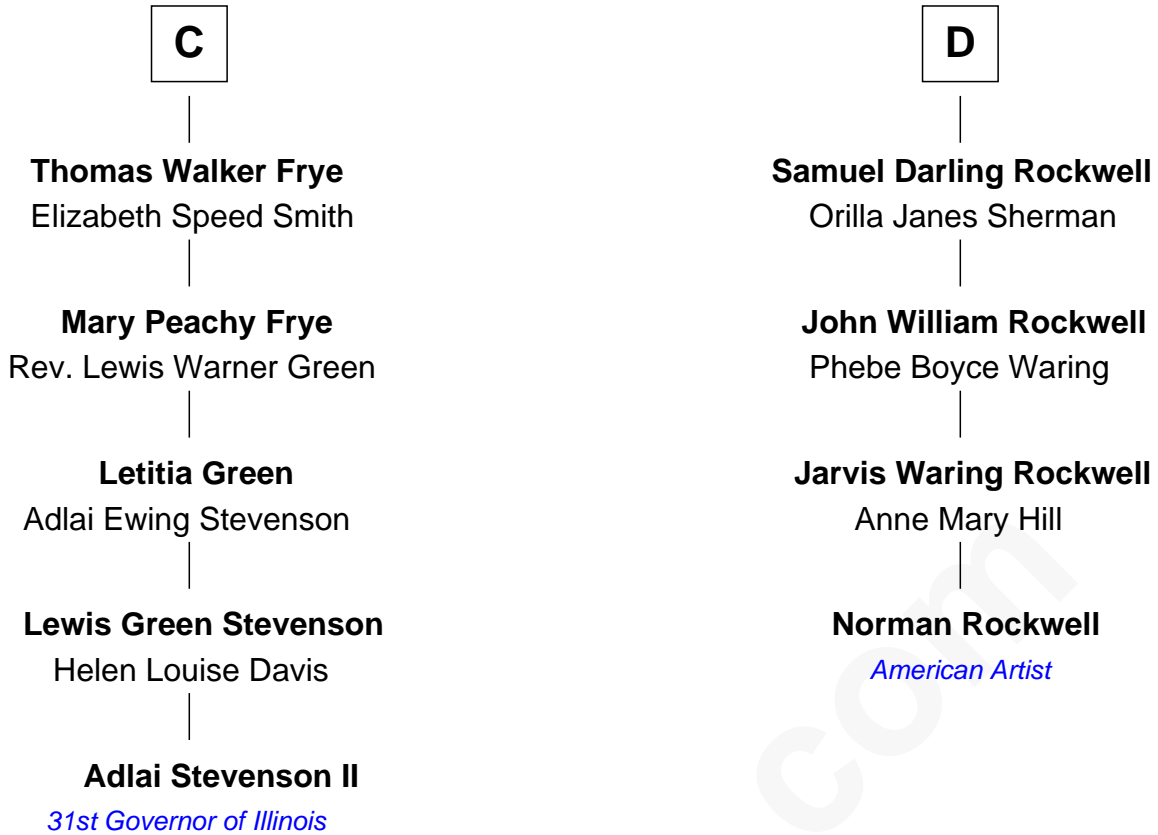 C
Thomas Walker Frye
Elizabeth Speed Smith
Mary Peachy Frye
Rev. Lewis Warner Green
Letitia Green
Adlai Ewing Stevenson
Lewis Green Stevenson
Helen Louise Davis
Adlai Stevenson II
31st Governor of Illinois
D
Samuel Darling Rockwell
Orilla Janes Sherman
John William Rockwell
Phebe Boyce Waring
Jarvis Waring Rockwell
Anne Mary Hill
Norman Rockwell
American Artist
com